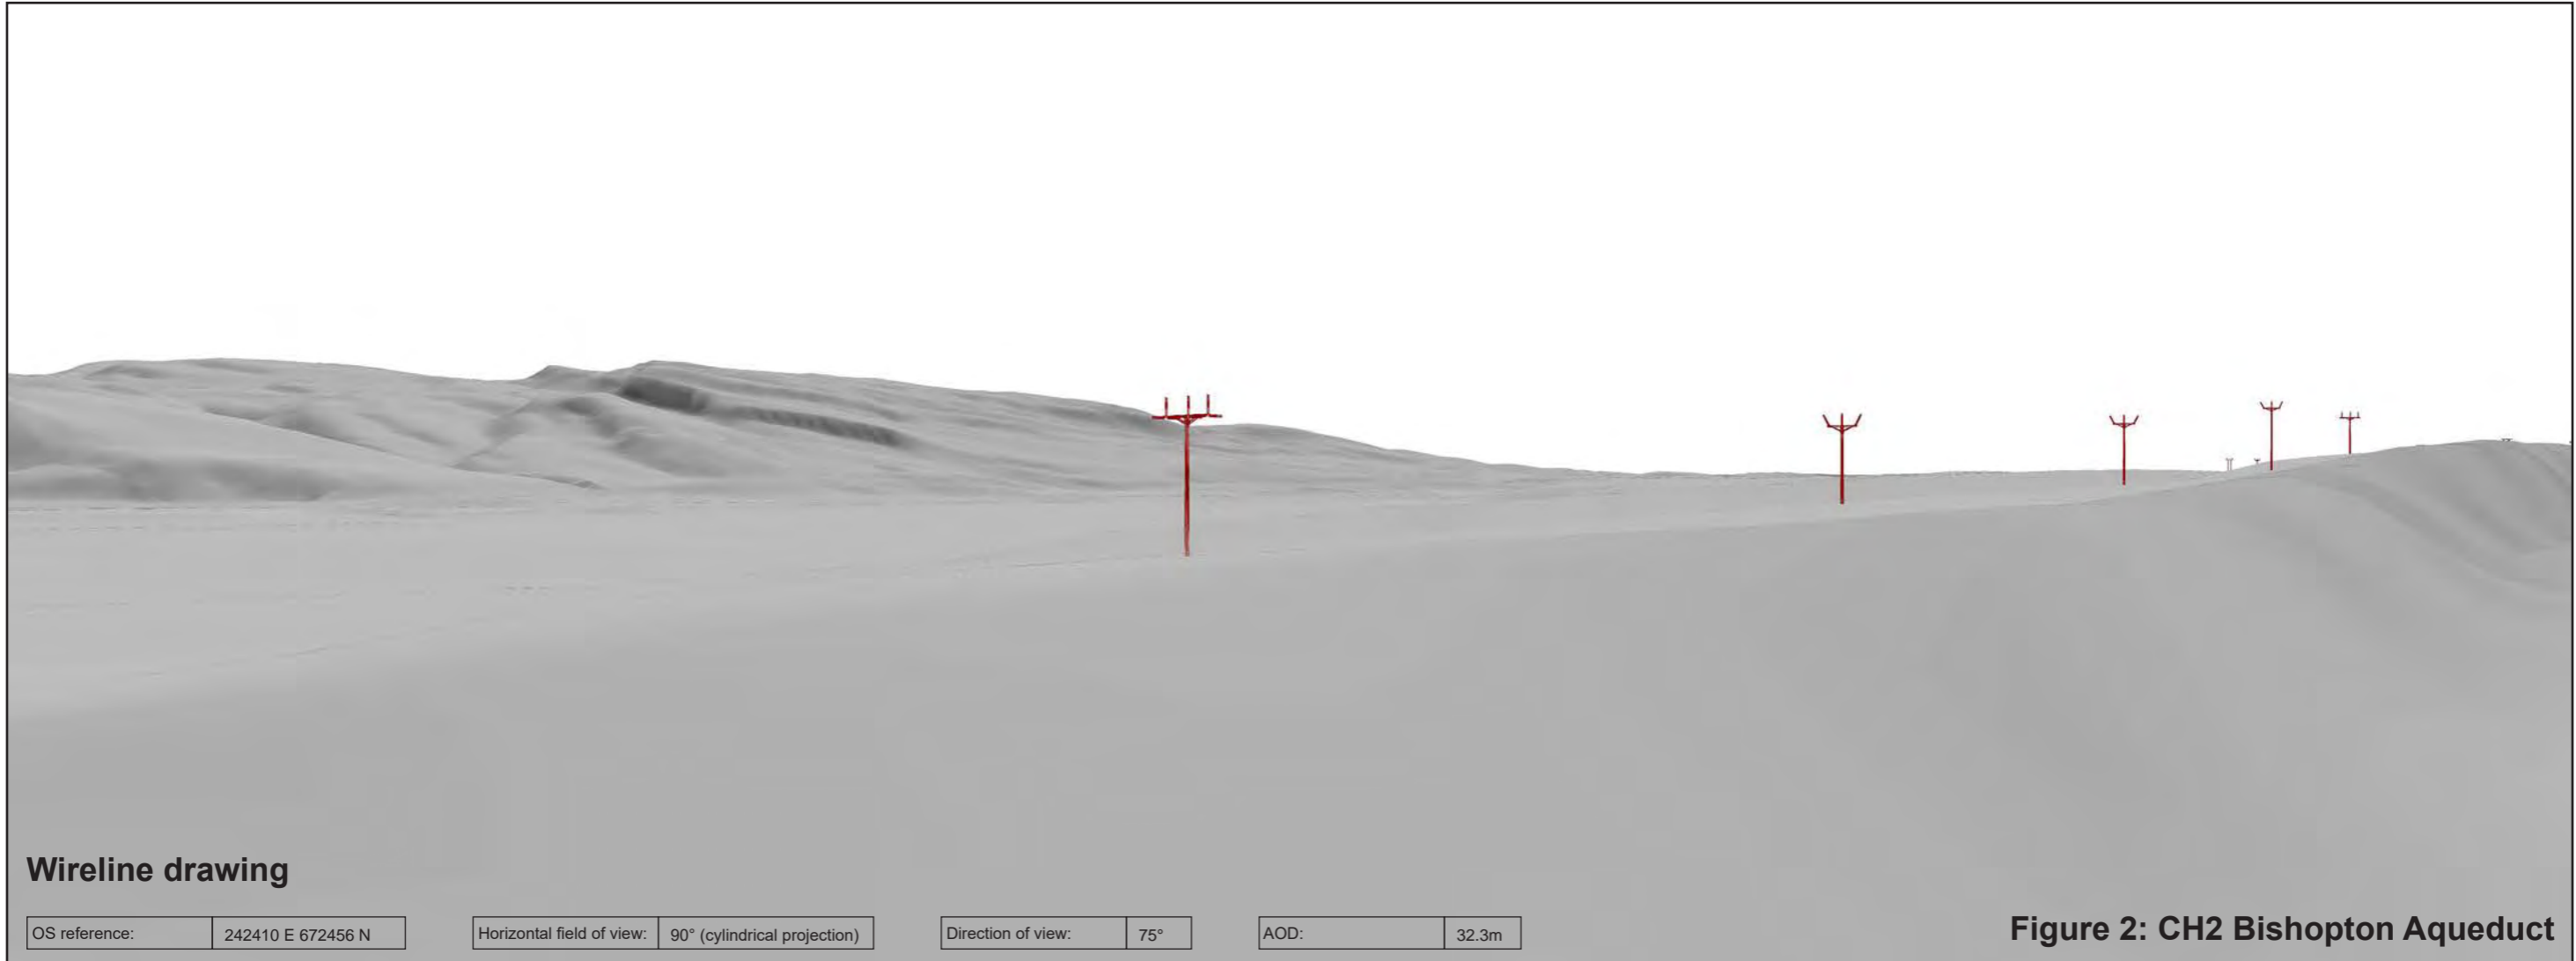 Wireline drawing
OS reference: 242410 E 672456 N
Horizontal field of view: 90° (cylindrical projection)
Direction of view: 75°
AOD: 32.3m
Figure 2: CH2 Bishopton Aqueduct